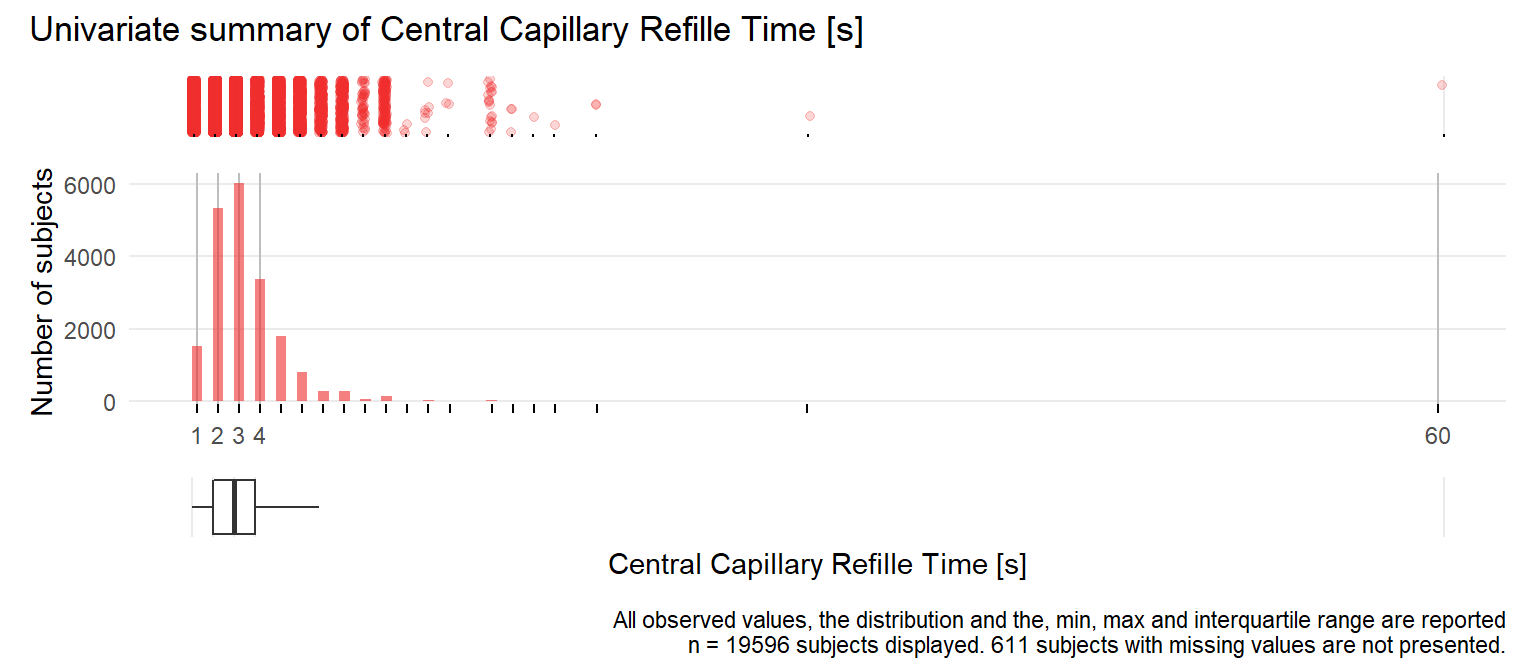 Univariate summary of Central Capillary Refille Time [s]
Number of subjects
6000
4000
2000
0
1 2 3 4 60
Central Capillary Refille Time [s]
All observed values, the distribution and the, min, max and interquartile range are reported
n = 19596 subjects displayed. 611 subjects with missing values are not presented.